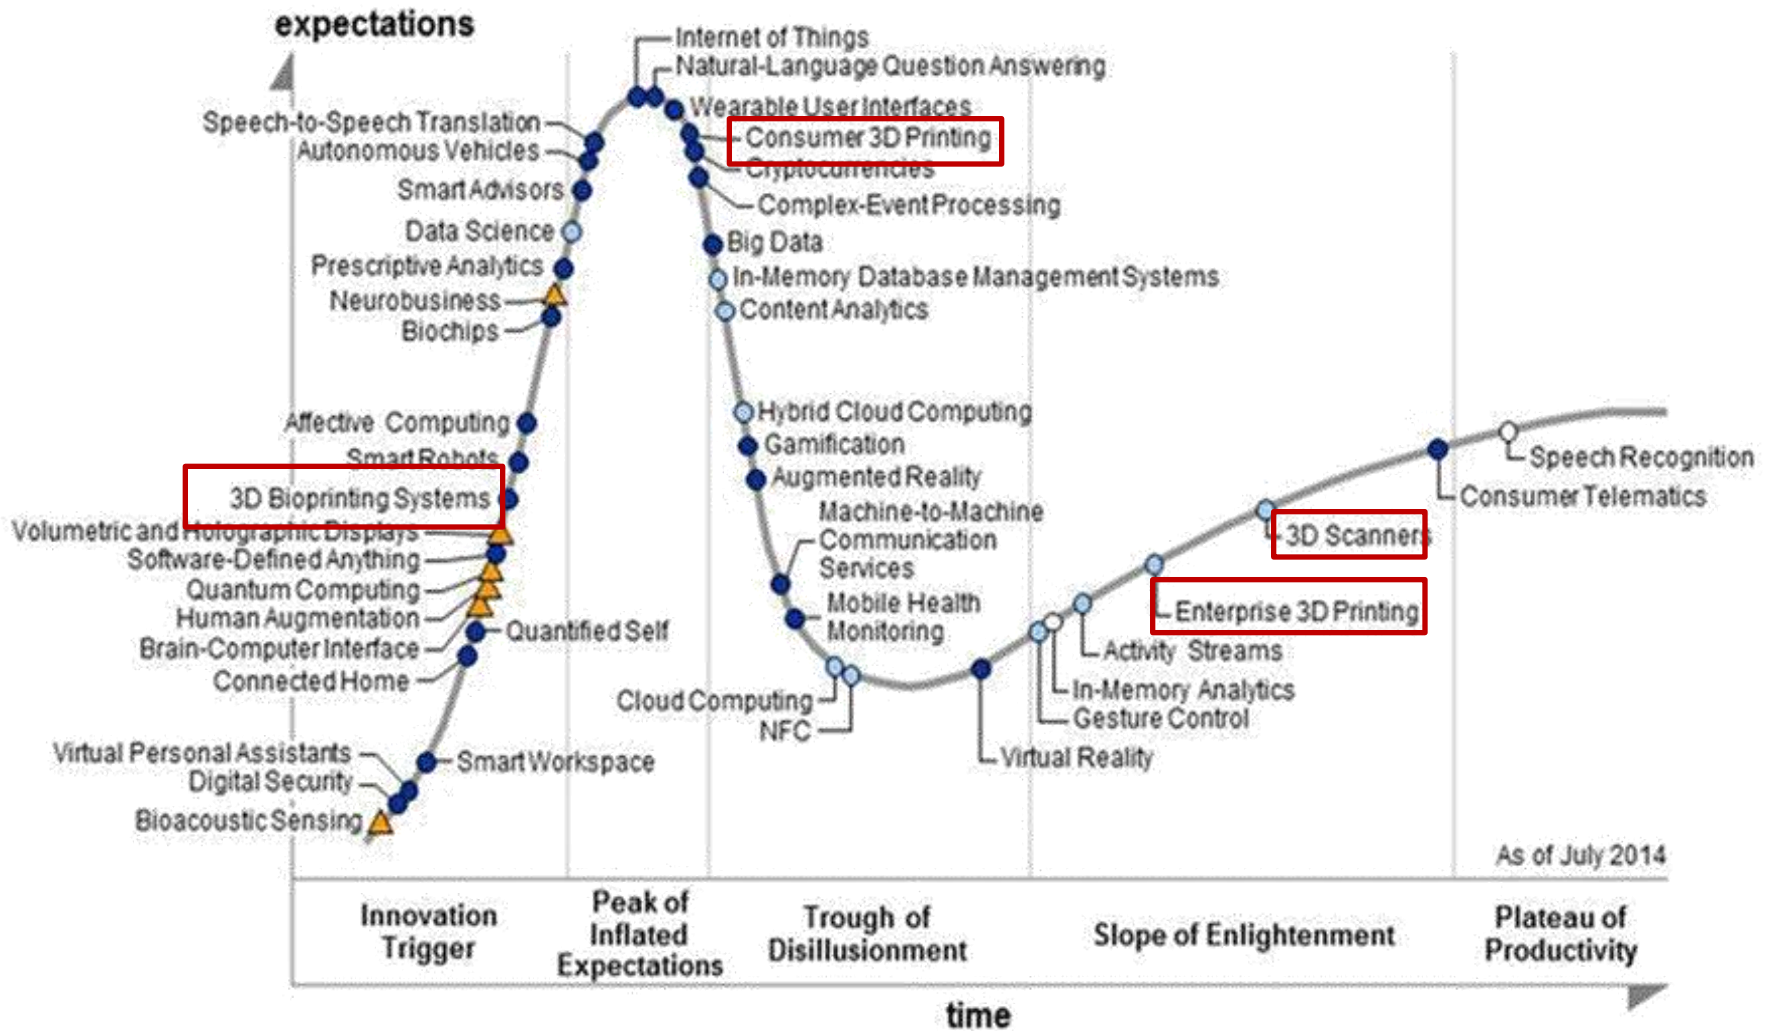 expectations
Internet of Things
Natural-Language Question Answering
Wearable User Interfaces
Consumer 3D Printing
Cryptocurrencies
Complex-Event Processing
Big Data
In-Memory Database Management Systems
Content Analytics
Speech-to-Speech Translation
Autonomous Vehicles
Smart Advisors
Data Science
Prescriptive Analytics
Neurobusiness
Biochips
Affective Computing
Smart Robots
3D Bioprinting Systems
Volumetric and Holographic Displays
Software-Defined Anything
Quantum Computing
Human Augmentation
Brain-Computer Interface
Connected Home
Quantified Self
Virtual Personal Assistants
Digital Security
Bioacoustic Sensing
Smart Workspace
Hybrid Cloud Computing
Gamification
Augmented Reality
Machine-to-Machine
Communication
Services
Mobile Health
Monitoring
Cloud Computing
NFC
Virtual Reality
Gesture Control
In-Memory Analytics
Activity Streams
Enterprise 3D Printing
3D Scanners
Consumer Telematics
Speech Recognition
As of July 2014
Innovation
Trigger
Peak of
Inflated
Expectations
Trough of
Disillusionment
Slope of Enlightenment
Plateau of
Productivity
time